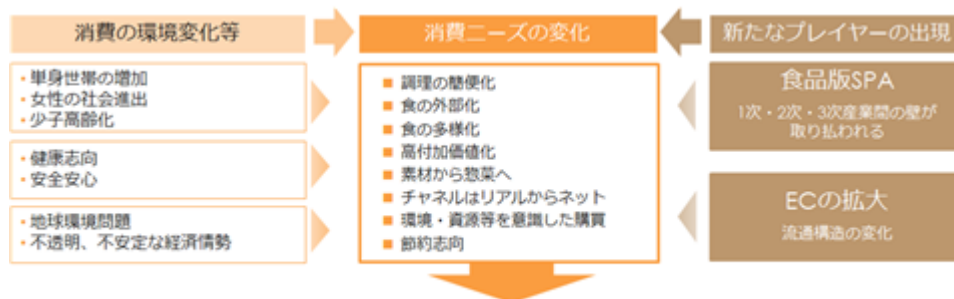 消費の環境変化等
・単身世帯の増加
・女性の社会進出
・少子高齢化
・健康志向
・安全安心
・地球環境問題
・不透明、不安定な経済情勢
消費ニーズの変化
■ 調理の簡便化
■ 食の外部化
■ 食の多様化
■ 高付加価値化
■ 素材から惣菜へ
■ チャネルはリアルからネット
■ 環境・資源等を意識した購買
■ 節約志向
新たなプレイヤーの出現
食品版SPA
1次・2次・3次産業間の壁が
取り払われる
ECの拡大
流通構造の変化